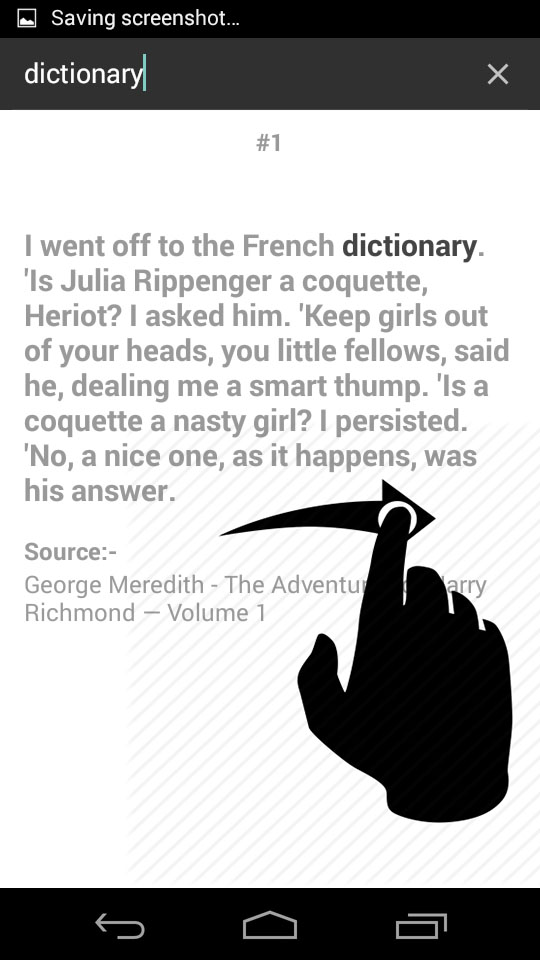 Saving screenshot...
dictionary
#1
I went off to the French dictionary.
'Is Julia Rippenger a coquette,
Heriot? I asked him. 'Keep girls out
of your heads, you little fellows, said
he, dealing me a smart thump. 'Is a
coquette a nasty girl? I persisted.
'No, a nice one, as it happens, was
his answer.
Source:-
George Meredith - The Adventur arry
Richmond — Volume 1